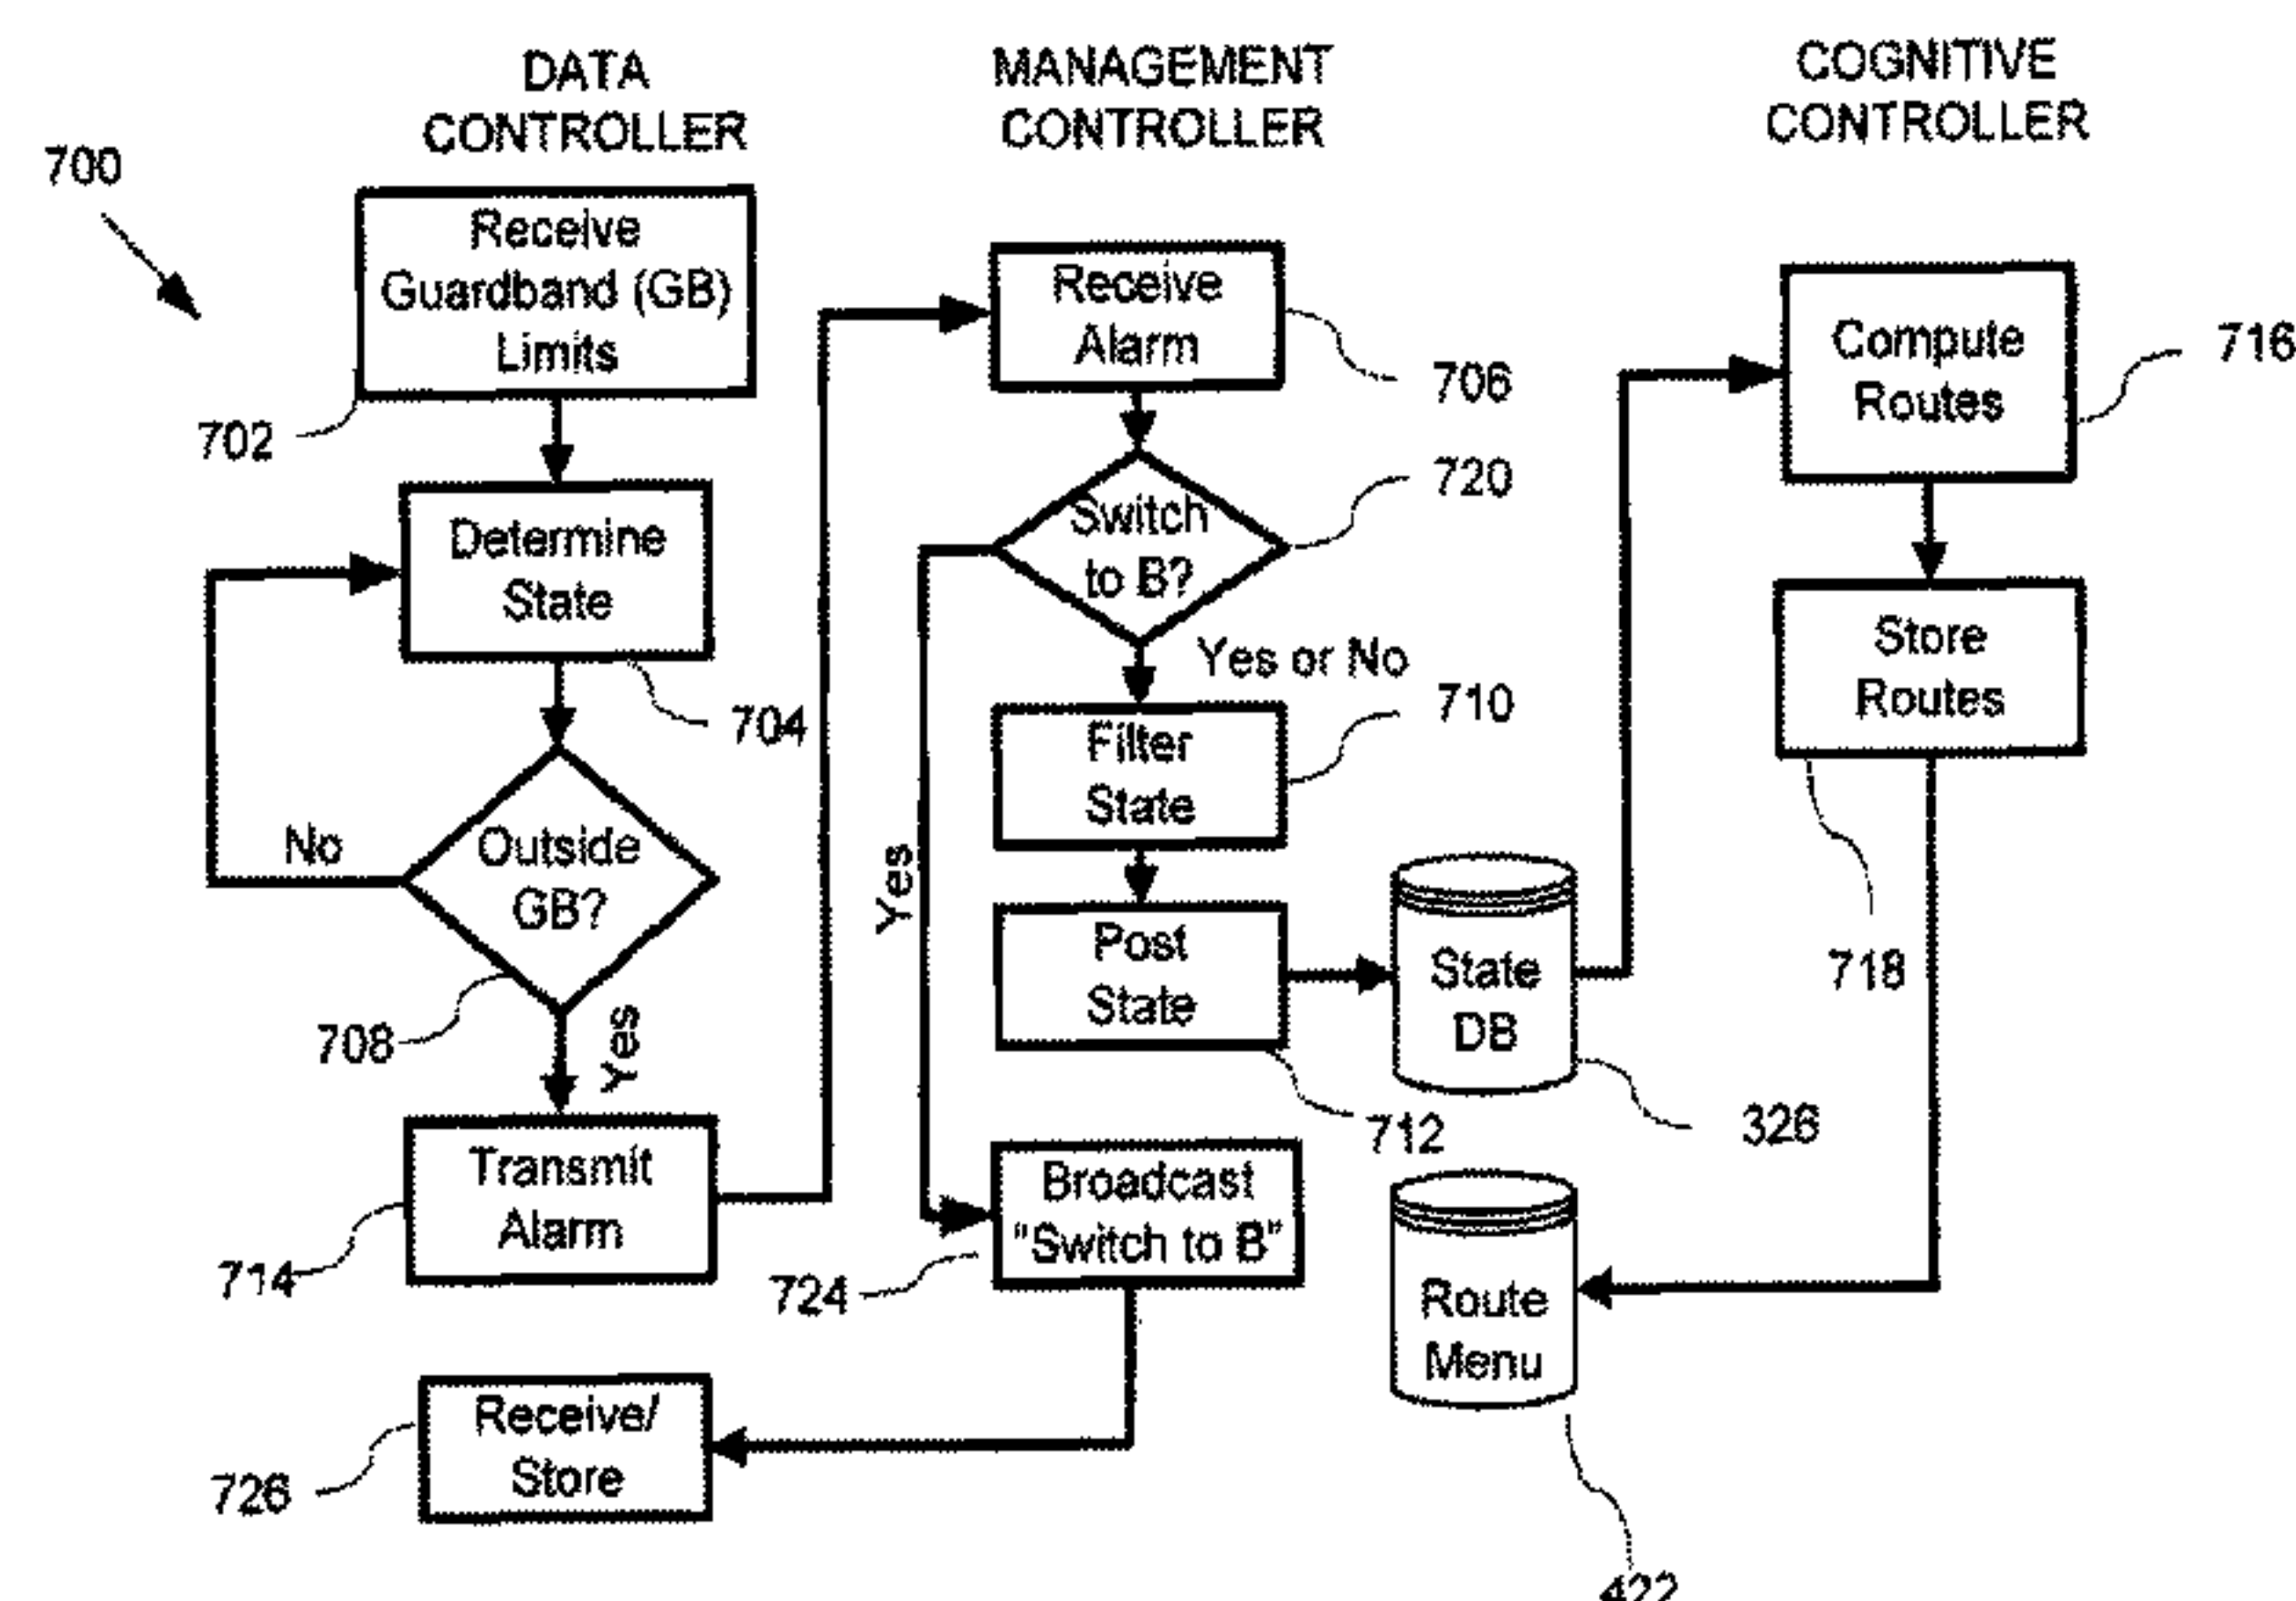 DATA
CONTROLLER
MANAGEMENT
CONTROLLER
COGNITIVE
CONTROLLER
700
Receive
Guardband (GB)
Limits
702
Determine
State
704
Outside
GB?
No
708
Yes
Transmit
Alarm
714
Receive/
Store
726
Receive
Alarm
706
Switch
to B?
720
Yes or No
Yes
Filter
State
710
Post
State
712
Broadcast
"Switch to B"
724
State
DB
326
Route
Menu
422
Compute
Routes
716
Store
Routes
718